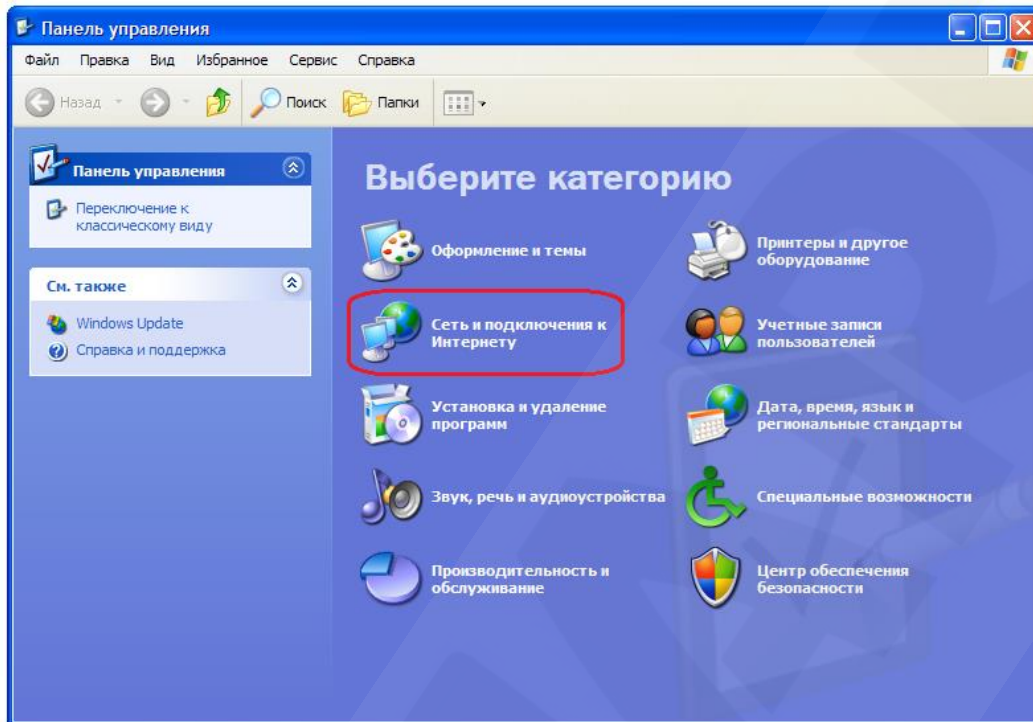 Панель управления
Файл Правка Вид Избранное Сервис Справка
Назад Поиск Папки
Панель управления
Переключение к
классическому виду
См. также
Windows Update
Справка и поддержка
Выберите категорию
Оформление и темы
Принтеры и другое
оборудование
Сеть и подключения к
Интернету
Учетные записи
пользователей
Установка и удаление
программ
Дата, время, язык и
региональные стандарты
Звук, речь и аудиоустройства
Специальные возможности
Производительность и
обслуживание
Центр обеспечения
безопасности